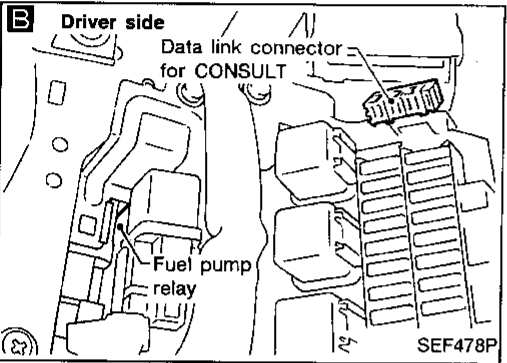 B Driver side
Data link connector
for CONSULT
Fuel pump
relay
SEF478P